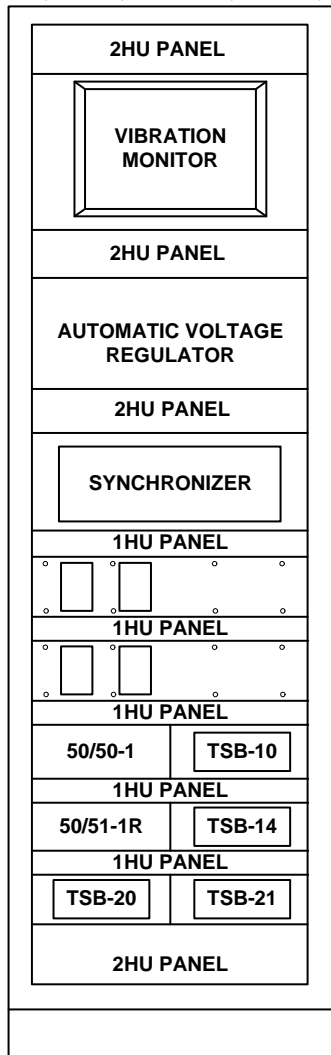 2HU PANEL
VIBRATION
MONITOR
2HU PANEL
AUTOMATIC VOLTAGE
REGULATOR
2HU PANEL
SYNCHRONIZER
1HU PANEL
1HU PANEL
1HU PANEL
50/50-1 TSB-10
1HU PANEL
50/51-1R TSB-14
1HU PANEL
TSB-20 TSB-21
2HU PANEL